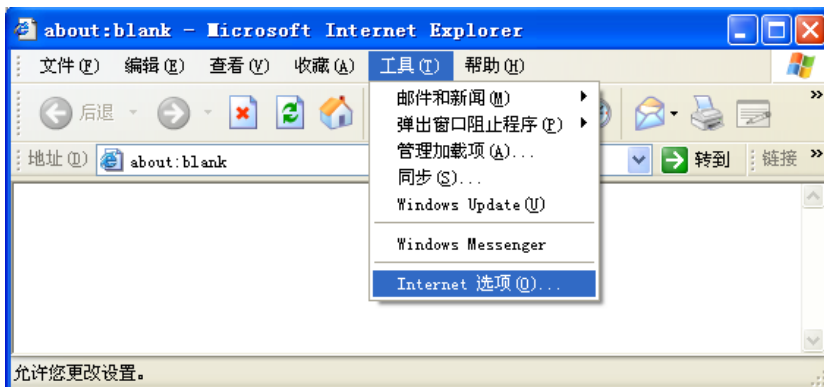 about:blank - Microsoft Internet Explorer
文件(F) 编辑(E) 查看(V) 收藏(A) 工具(T) 帮助(H)
后退
地址(D) about:blank 转到 链接
邮件和新闻(M)
弹出窗口阻止程序(P)
管理加载项(A)...
同步(S)...
Windows Update(U)
Windows Messenger
Internet 选项(O)...
允许您更改设置。